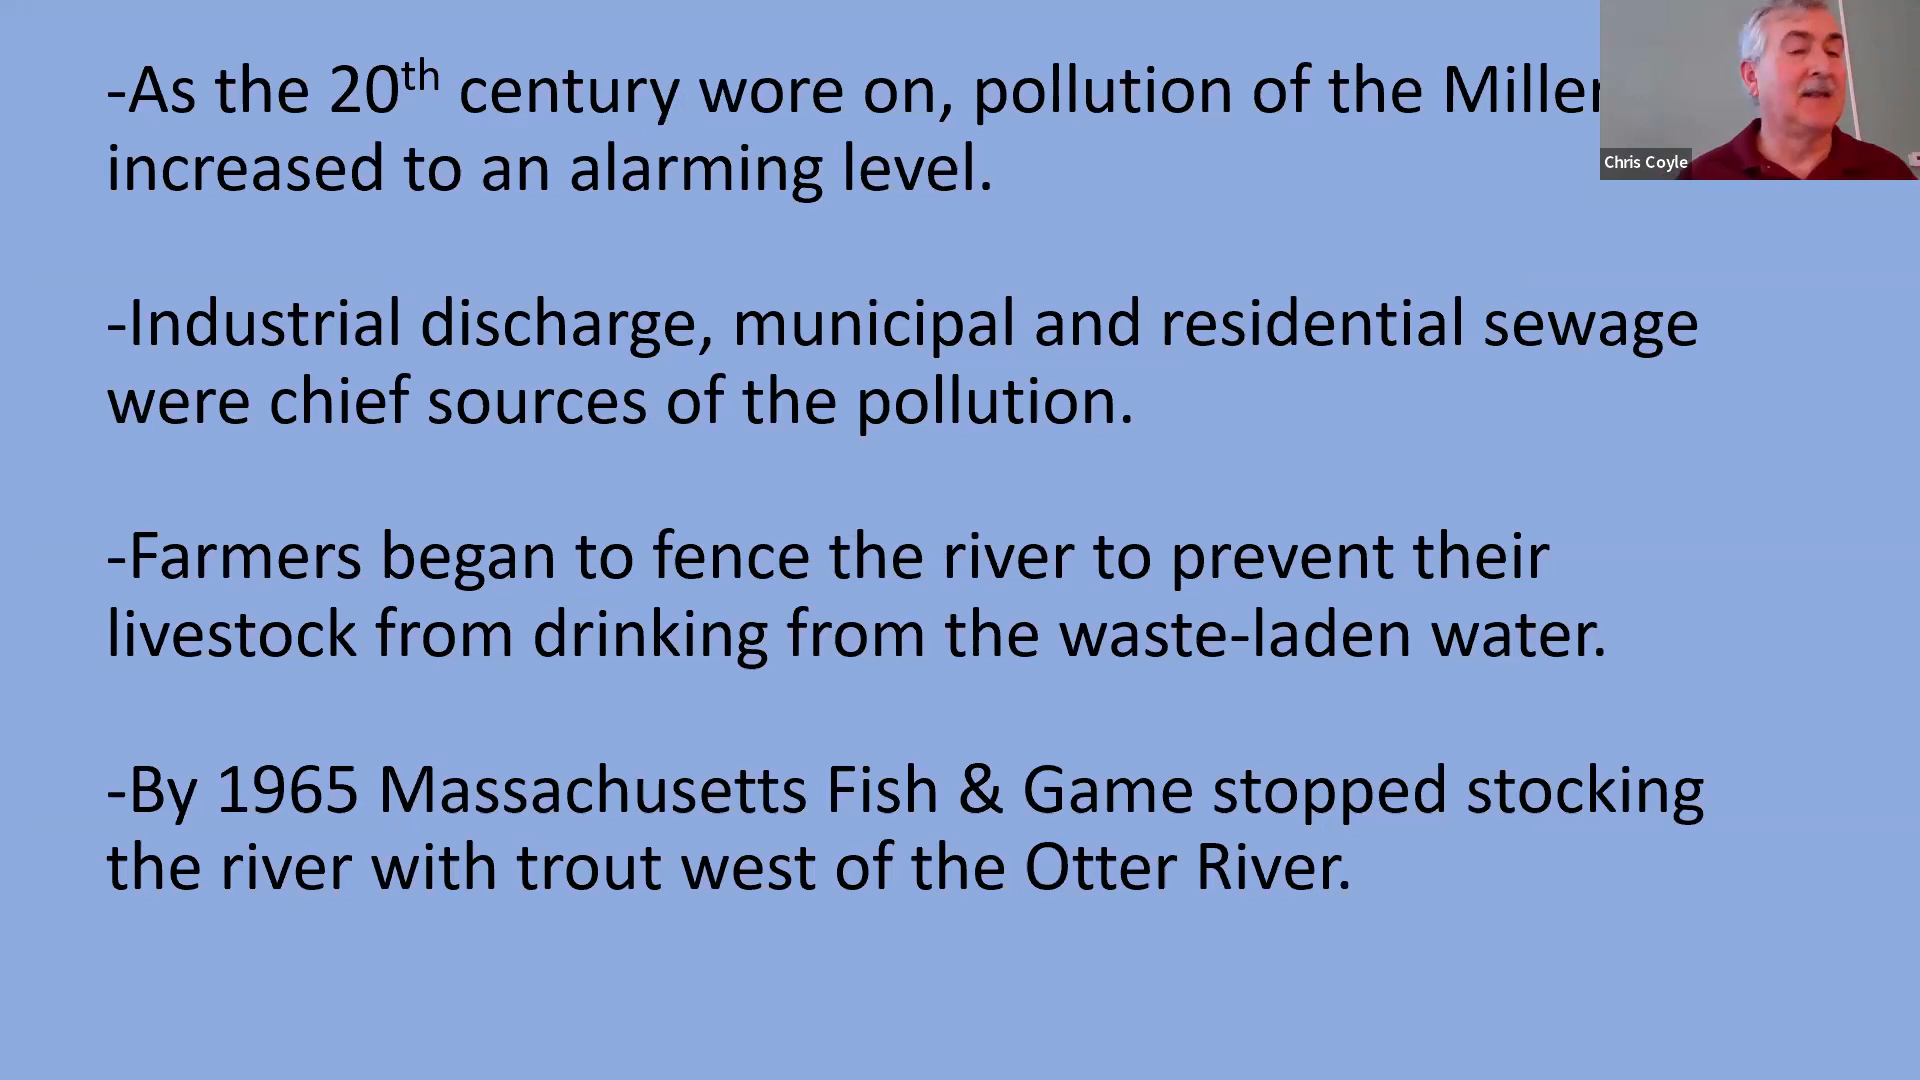 -As the 20th century wore on, pollution of the Miller
increased to an alarming level.
-Industrial discharge, municipal and residential sewage
were chief sources of the pollution.
-Farmers began to fence the river to prevent their
livestock from drinking from the waste-laden water.
-By 1965 Massachusetts Fish & Game stopped stocking
the river with trout west of the Otter River.
Chris Coyle